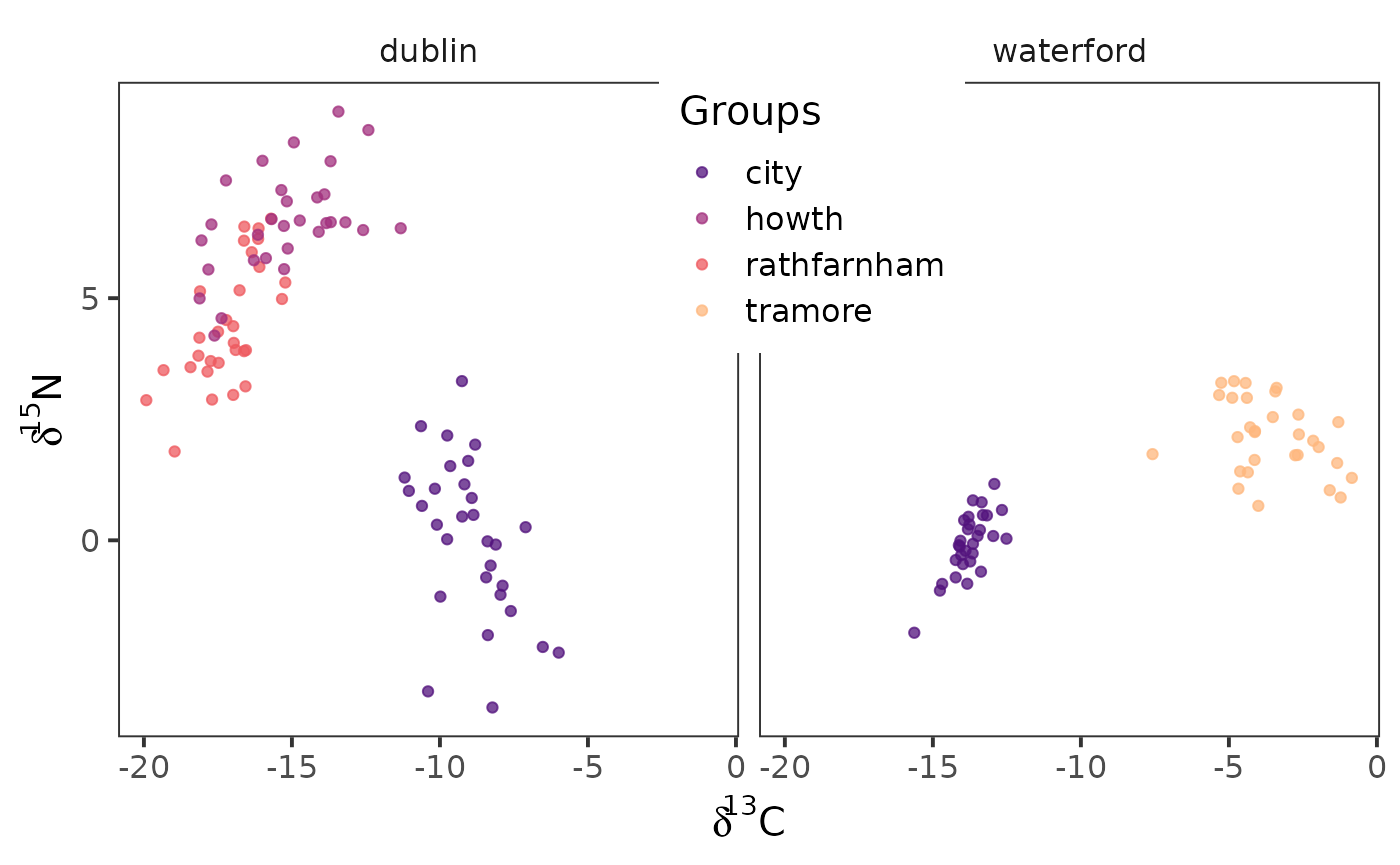 dublin
waterford
Groups
city
howth
rathfarnham
tramore
5
0
δ¹⁵N
-20 -15 -10 -5 0
-20 -15 -10 -5 0
δ¹³C